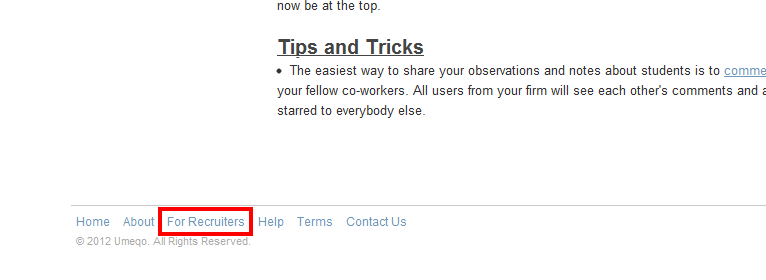 now be at the top.
Tips and Tricks
• The easiest way to share your observations and notes about students is to comme
your fellow co-workers. All users from your firm will see each other's comments and a
starred to everybody else.
Home About For Recruiters Help Terms Contact Us
© 2012 Umeqo. All Rights Reserved.